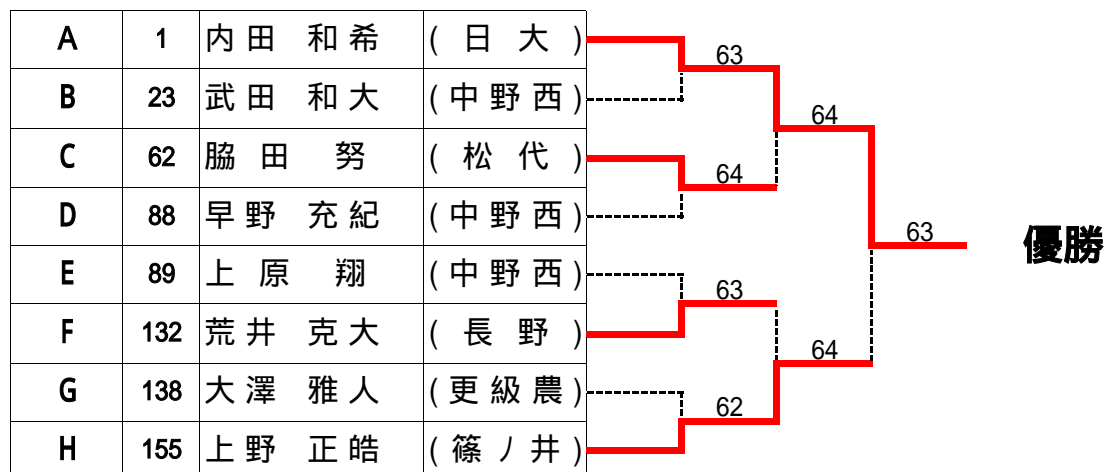 A 1 内田 和希 (日大)
63
B 23 武田 和大 (中野西)
64
C 62 脇田 努 (松代)
64
D 88 早野 充紀 (中野西)
63 優勝
E 89 上原 翔 (中野西)
63
F 132 荒井 克大 (長野)
64
G 138 大澤 雅人 (更級農)
62
H 155 上野 正皓 (篠ノ井)